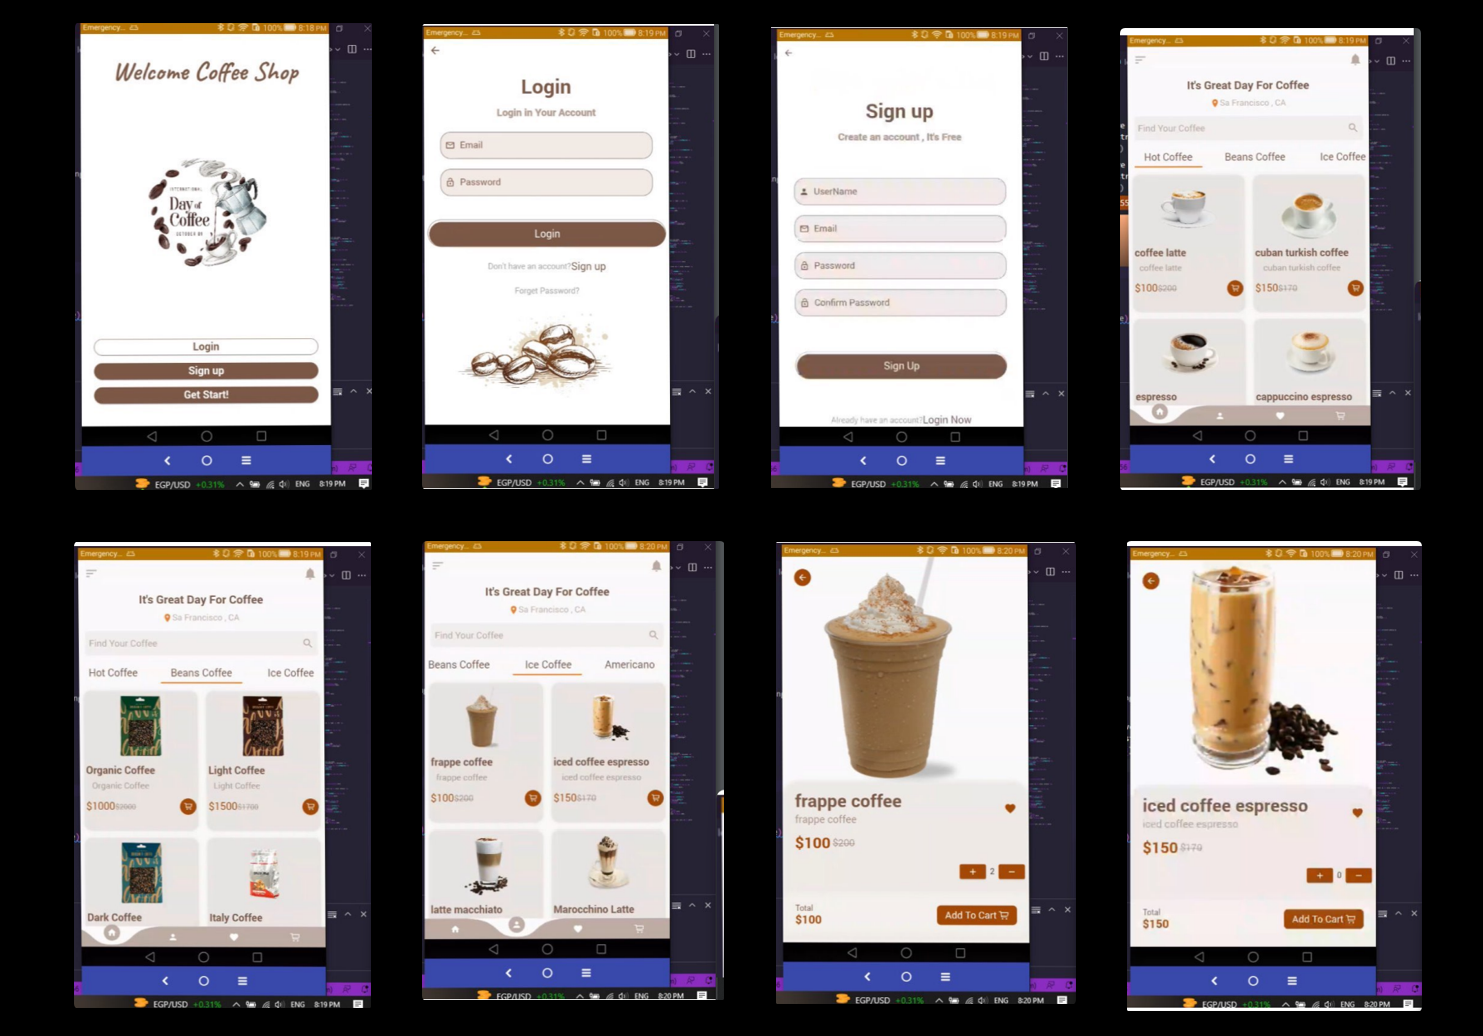 Emergency... 100% 8:18 PM
Welcome Coffee Shop
INTERNATIONAL
Day of
Coffee
OCTOBER 01
Login
Sign up
Get Start!
EGP/USD +0.31% ENG 8:19 PM
Emergency... 100% 8:19 PM
Login
Login in Your Account
Email
Password
Login
Don't have an account?Sign up
Forget Password?
EGP/USD +0.31% ENG 8:19 PM
Emergency... 100% 8:19 PM
Sign up
Create an account , It's Free
UserName
Email
Password
Confirm Password
Sign Up
Already have an account?Login Now
EGP/USD +0.31% ENG 8:19 PM
Emergency... 100% 8:19 PM
It's Great Day For Coffee
Sa Francisco , CA
Find Your Coffee
Hot Coffee Beans Coffee Ice Coffee
coffee latte cuban turkish coffee
coffee latte cuban turkish coffee
$100$200 $150$170
espresso cappuccino espresso
EGP/USD +0.31% ENG 8:19 PM
Emergency... 100% 8:19 PM
It's Great Day For Coffee
Sa Francisco , CA
Find Your Coffee
Hot Coffee Beans Coffee Ice Coffee
Organic Coffee Light Coffee
Organic Coffee Light Coffee
$1000$2000 $1500$1700
Dark Coffee Italy Coffee
EGP/USD +0.31% ENG 8:19 PM
Emergency... 100% 8:20 PM
It's Great Day For Coffee
Sa Francisco , CA
Find Your Coffee
Beans Coffee Ice Coffee Americano
frappe coffee iced coffee espresso
frappe coffee iced coffee espresso
$100$200 $150$170
latte macchiato Marocchino Latte
EGP/USD +0.31% ENG 8:20 PM
Emergency... 100% 8:20 PM
frappe coffee
frappe coffee
$100 $200
+ 2 −
Total
$100 Add To Cart
EGP/USD +0.31% ENG 8:20 PM
Emergency... 100% 8:20 PM
iced coffee espresso
iced coffee espresso
$150 $170
+ 0 −
Total
$150 Add To Cart
EGP/USD +0.31% ENG 8:20 PM